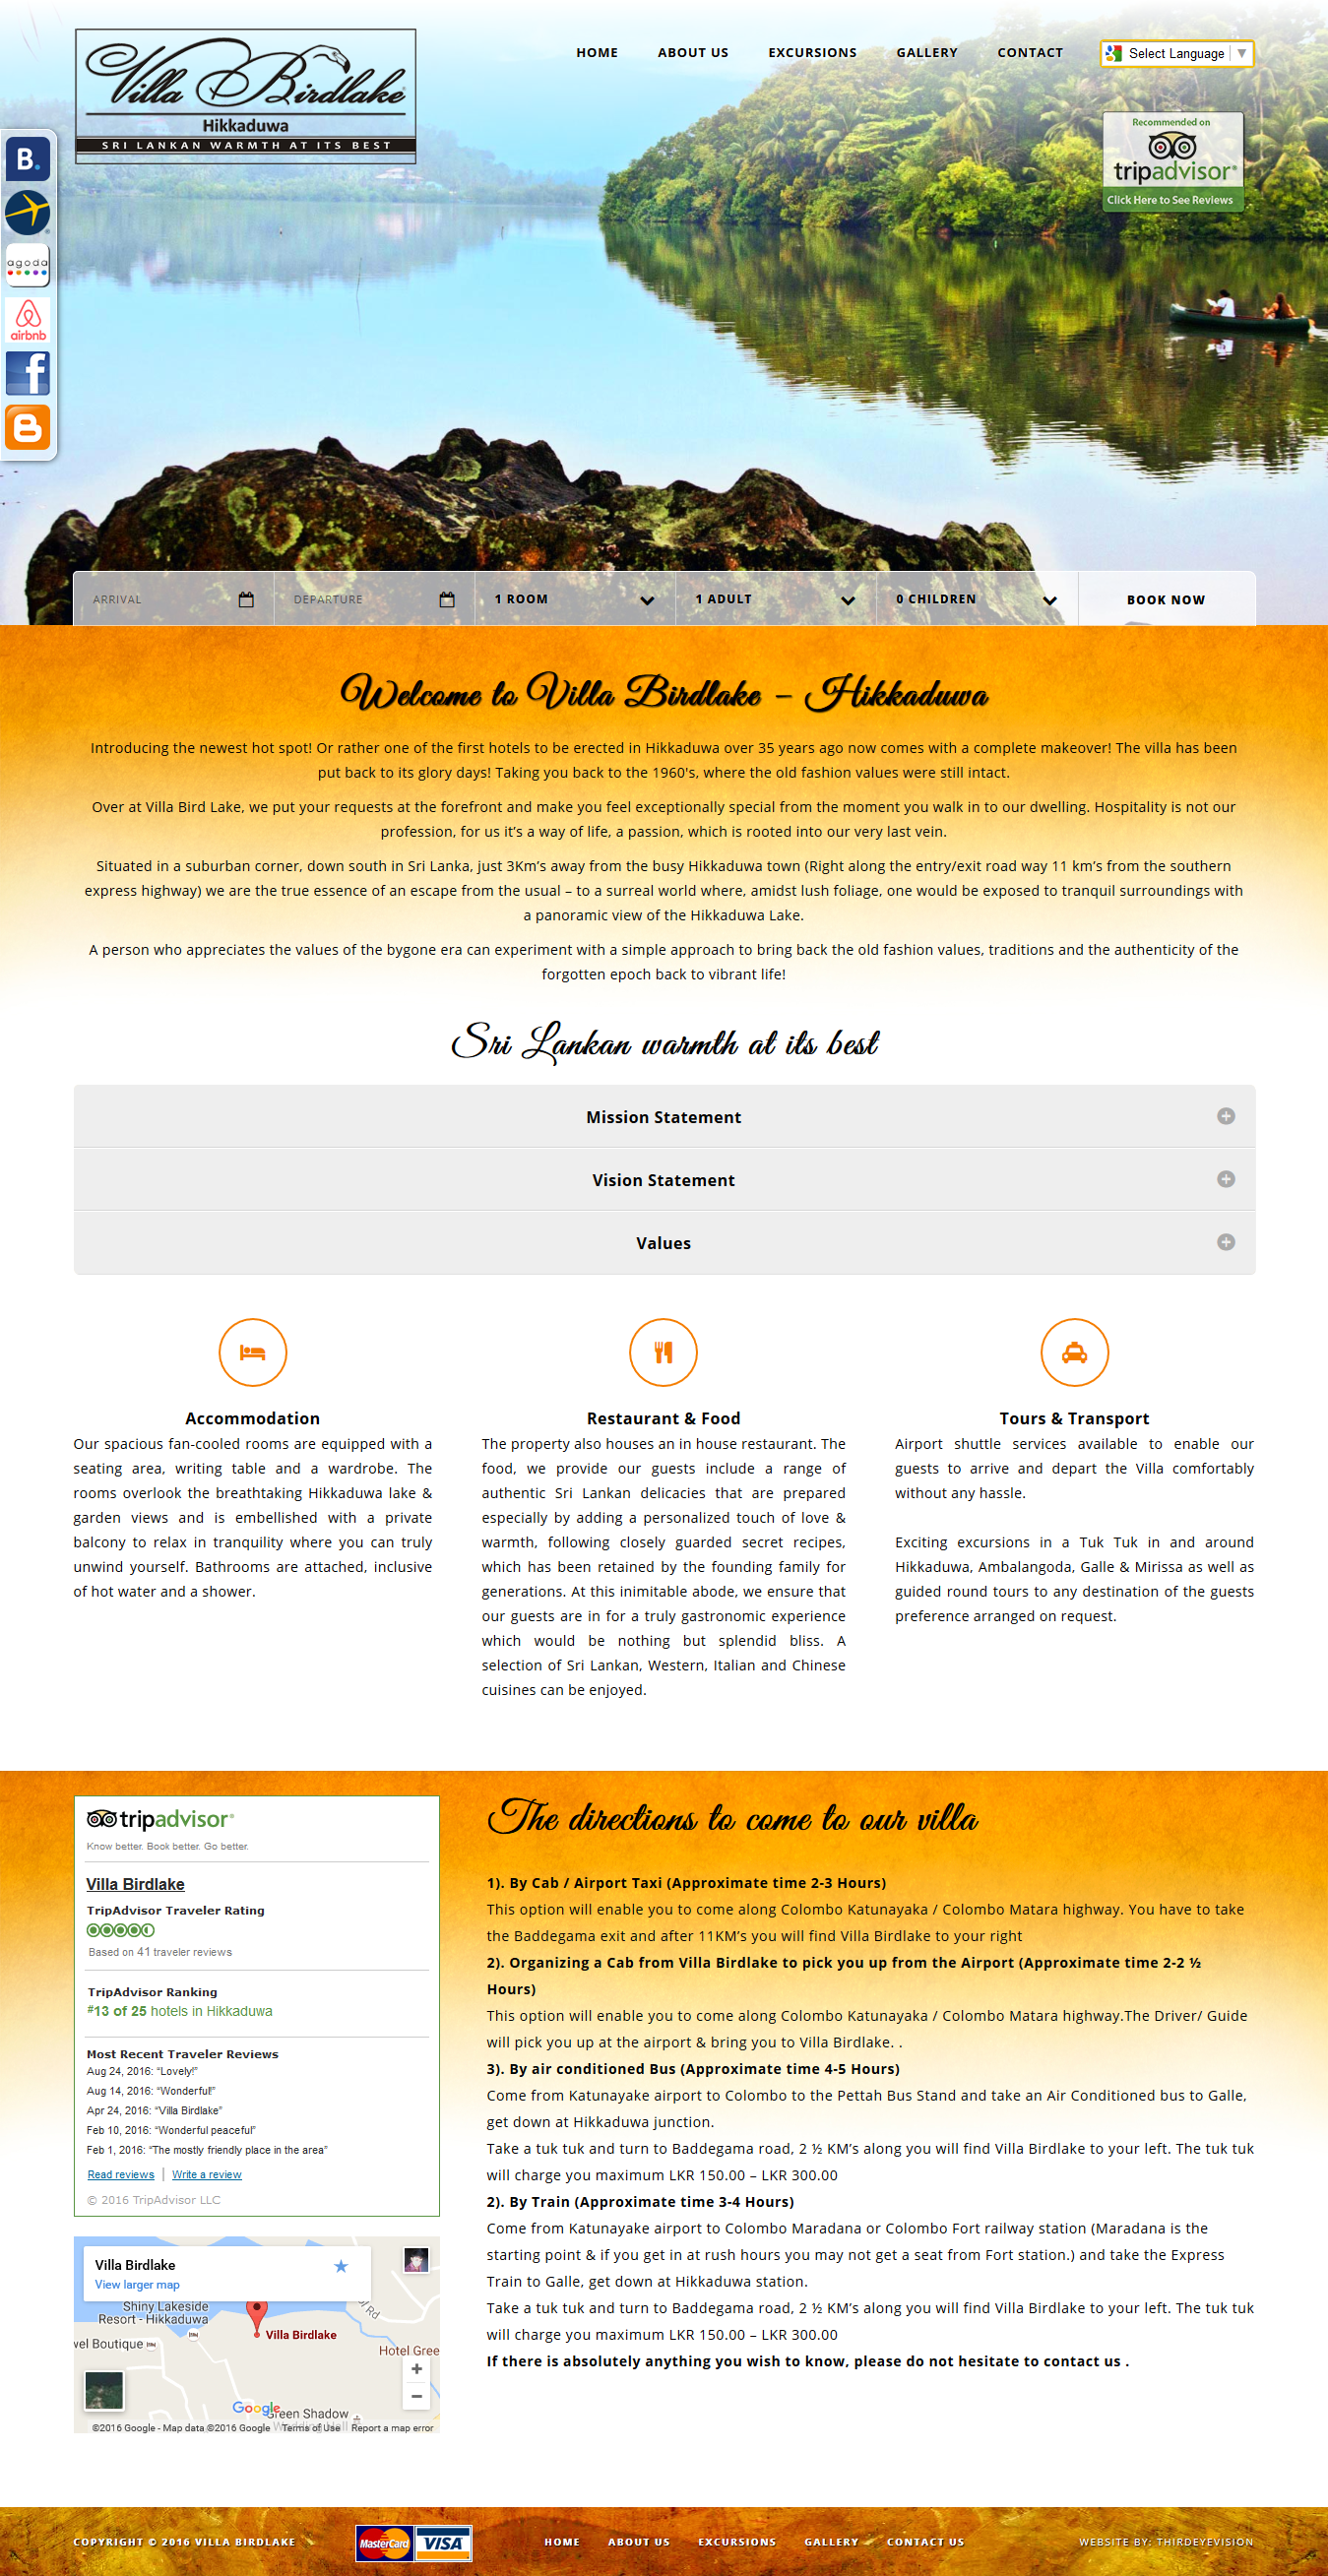 Villa Birdlake
Hikkaduwa
SRI LANKAN WARMTH AT ITS BEST
HOME ABOUT US EXCURSIONS GALLERY CONTACT
Select Language ▼
Recommended on
tripadvisor®
Click Here to See Reviews
B.
agoda
airbnb
f
ARRIVAL DEPARTURE 1 ROOM 1 ADULT 0 CHILDREN BOOK NOW
Welcome to Villa Birdlake – Hikkaduwa
Introducing the newest hot spot! Or rather one of the first hotels to be erected in Hikkaduwa over 35 years ago now comes with a complete makeover! The villa has been
put back to its glory days! Taking you back to the 1960's, where the old fashion values were still intact.
Over at Villa Bird Lake, we put your requests at the forefront and make you feel exceptionally special from the moment you walk in to our dwelling. Hospitality is not our
profession, for us it’s a way of life, a passion, which is rooted into our very last vein.
Situated in a suburban corner, down south in Sri Lanka, just 3Km’s away from the busy Hikkaduwa town (Right along the entry/exit road way 11 km’s from the southern
express highway) we are the true essence of an escape from the usual – to a surreal world where, amidst lush foliage, one would be exposed to tranquil surroundings with
a panoramic view of the Hikkaduwa Lake.
A person who appreciates the values of the bygone era can experiment with a simple approach to bring back the old fashion values, traditions and the authenticity of the
forgotten epoch back to vibrant life!
Sri Lankan warmth at its best
Mission Statement
Vision Statement
Values
Accommodation
Our spacious fan-cooled rooms are equipped with a
seating area, writing table and a wardrobe. The
rooms overlook the breathtaking Hikkaduwa lake &
garden views and is embellished with a private
balcony to relax in tranquility where you can truly
unwind yourself. Bathrooms are attached, inclusive
of hot water and a shower.
Restaurant & Food
The property also houses an in house restaurant. The
food, we provide our guests include a range of
authentic Sri Lankan delicacies that are prepared
especially by adding a personalized touch of love &
warmth, following closely guarded secret recipes,
which has been retained by the founding family for
generations. At this inimitable abode, we ensure that
our guests are in for a truly gastronomic experience
which would be nothing but splendid bliss. A
selection of Sri Lankan, Western, Italian and Chinese
cuisines can be enjoyed.
Tours & Transport
Airport shuttle services available to enable our
guests to arrive and depart the Villa comfortably
without any hassle.
Exciting excursions in a Tuk Tuk in and around
Hikkaduwa, Ambalangoda, Galle & Mirissa as well as
guided round tours to any destination of the guests
preference arranged on request.
tripadvisor®
Know better. Book better. Go better.
Villa Birdlake
TripAdvisor Traveler Rating
Based on 41 traveler reviews
TripAdvisor Ranking
#13 of 25 hotels in Hikkaduwa
Most Recent Traveler Reviews
Aug 24, 2016: “Lovely!”
Aug 14, 2016: “Wonderful!”
Apr 24, 2016: “Villa Birdlake”
Feb 10, 2016: “Wonderful peaceful”
Feb 1, 2016: “The mostly friendly place in the area”
Read reviews | Write a review
© 2016 TripAdvisor LLC
Villa Birdlake
View larger map
Shiny Lakeside
Resort - Hikkaduwa
Rd
Villa Birdlake
vel Boutique
Hotel Gree
+
−
Google
Green Shadow
©2016 Google - Map data ©2016 Google Terms of Use Report a map error
The directions to come to our villa
1). By Cab / Airport Taxi (Approximate time 2-3 Hours)
This option will enable you to come along Colombo Katunayaka / Colombo Matara highway. You have to take
the Baddegama exit and after 11KM’s you will find Villa Birdlake to your right
2). Organizing a Cab from Villa Birdlake to pick you up from the Airport (Approximate time 2-2 ½
Hours)
This option will enable you to come along Colombo Katunayaka / Colombo Matara highway.The Driver/ Guide
will pick you up at the airport & bring you to Villa Birdlake. .
3). By air conditioned Bus (Approximate time 4-5 Hours)
Come from Katunayake airport to Colombo to the Pettah Bus Stand and take an Air Conditioned bus to Galle,
get down at Hikkaduwa junction.
Take a tuk tuk and turn to Baddegama road, 2 ½ KM’s along you will find Villa Birdlake to your left. The tuk tuk
will charge you maximum LKR 150.00 – LKR 300.00
2). By Train (Approximate time 3-4 Hours)
Come from Katunayake airport to Colombo Maradana or Colombo Fort railway station (Maradana is the
starting point & if you get in at rush hours you may not get a seat from Fort station.) and take the Express
Train to Galle, get down at Hikkaduwa station.
Take a tuk tuk and turn to Baddegama road, 2 ½ KM’s along you will find Villa Birdlake to your left. The tuk tuk
will charge you maximum LKR 150.00 – LKR 300.00
If there is absolutely anything you wish to know, please do not hesitate to contact us .
COPYRIGHT © 2016 VILLA BIRDLAKE MasterCard VISA HOME ABOUT US EXCURSIONS GALLERY CONTACT US WEBSITE BY: THIRDEYEVISION